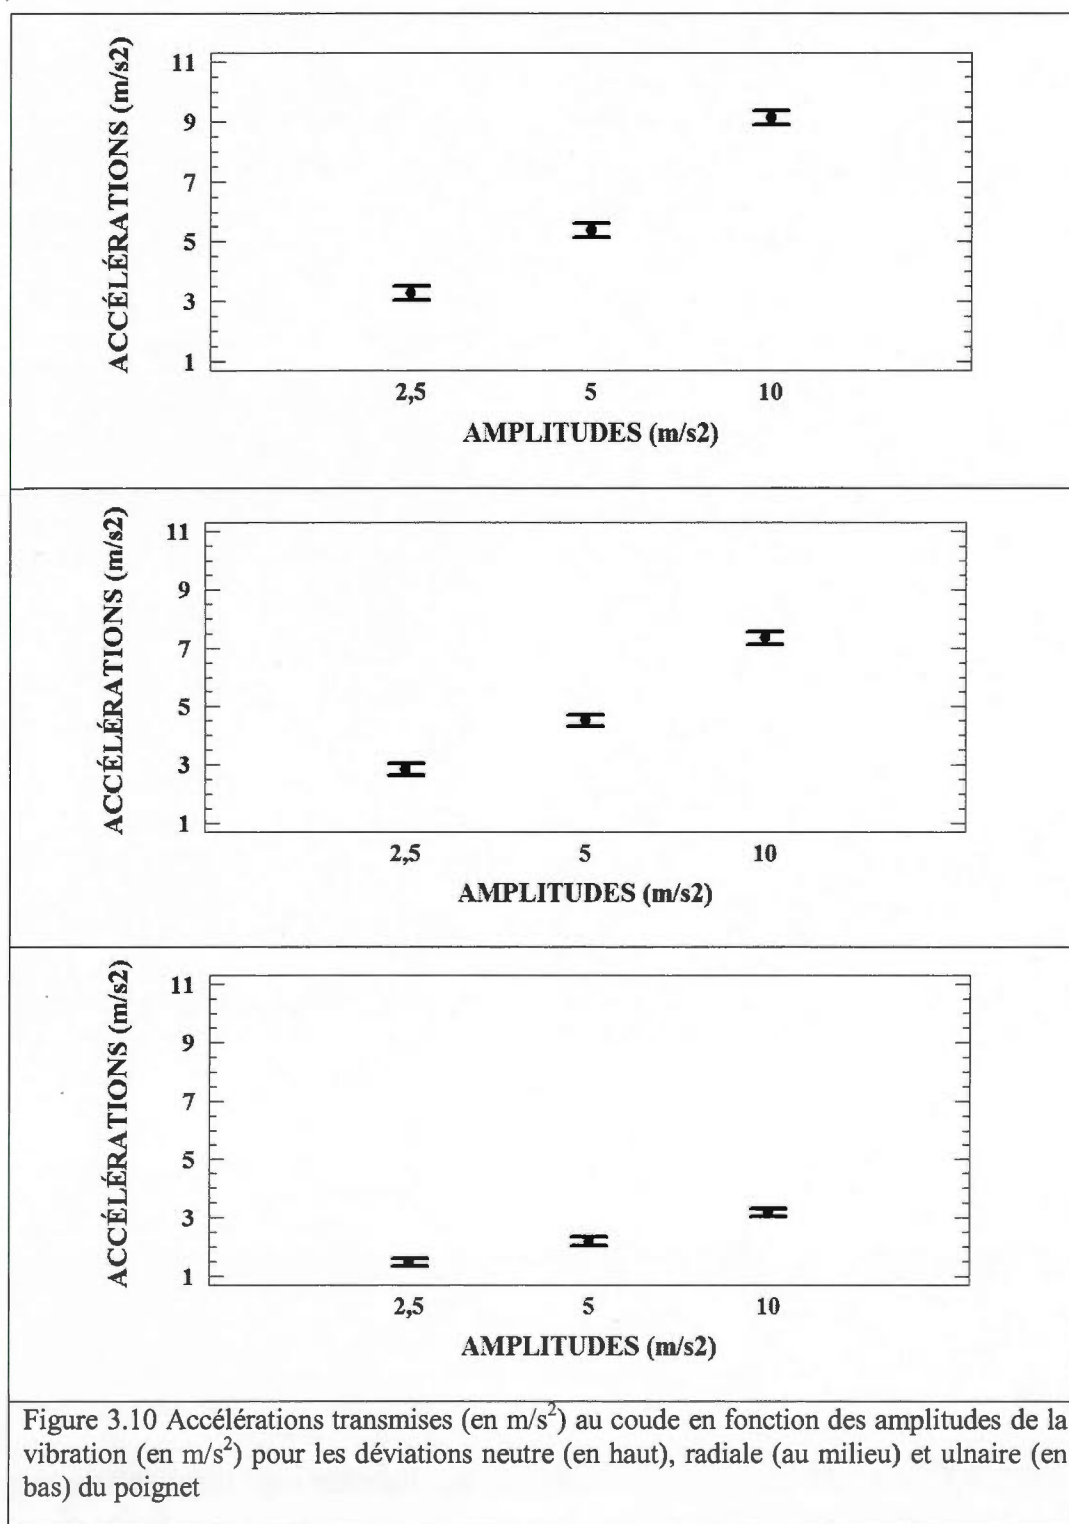 ACCÉLÉRATIONS (m/s2)
11
9
7
5
3
1
2,5 5 10
AMPLITUDES (m/s2)
ACCÉLÉRATIONS (m/s2)
11
9
7
5
3
1
2,5 5 10
AMPLITUDES (m/s2)
ACCÉLÉRATIONS (m/s2)
11
9
7
5
3
1
2,5 5 10
AMPLITUDES (m/s2)
Figure 3.10 Accélérations transmises (en m/s²) au coude en fonction des amplitudes de la
vibration (en m/s²) pour les déviations neutre (en haut), radiale (au milieu) et ulnaire (en
bas) du poignet